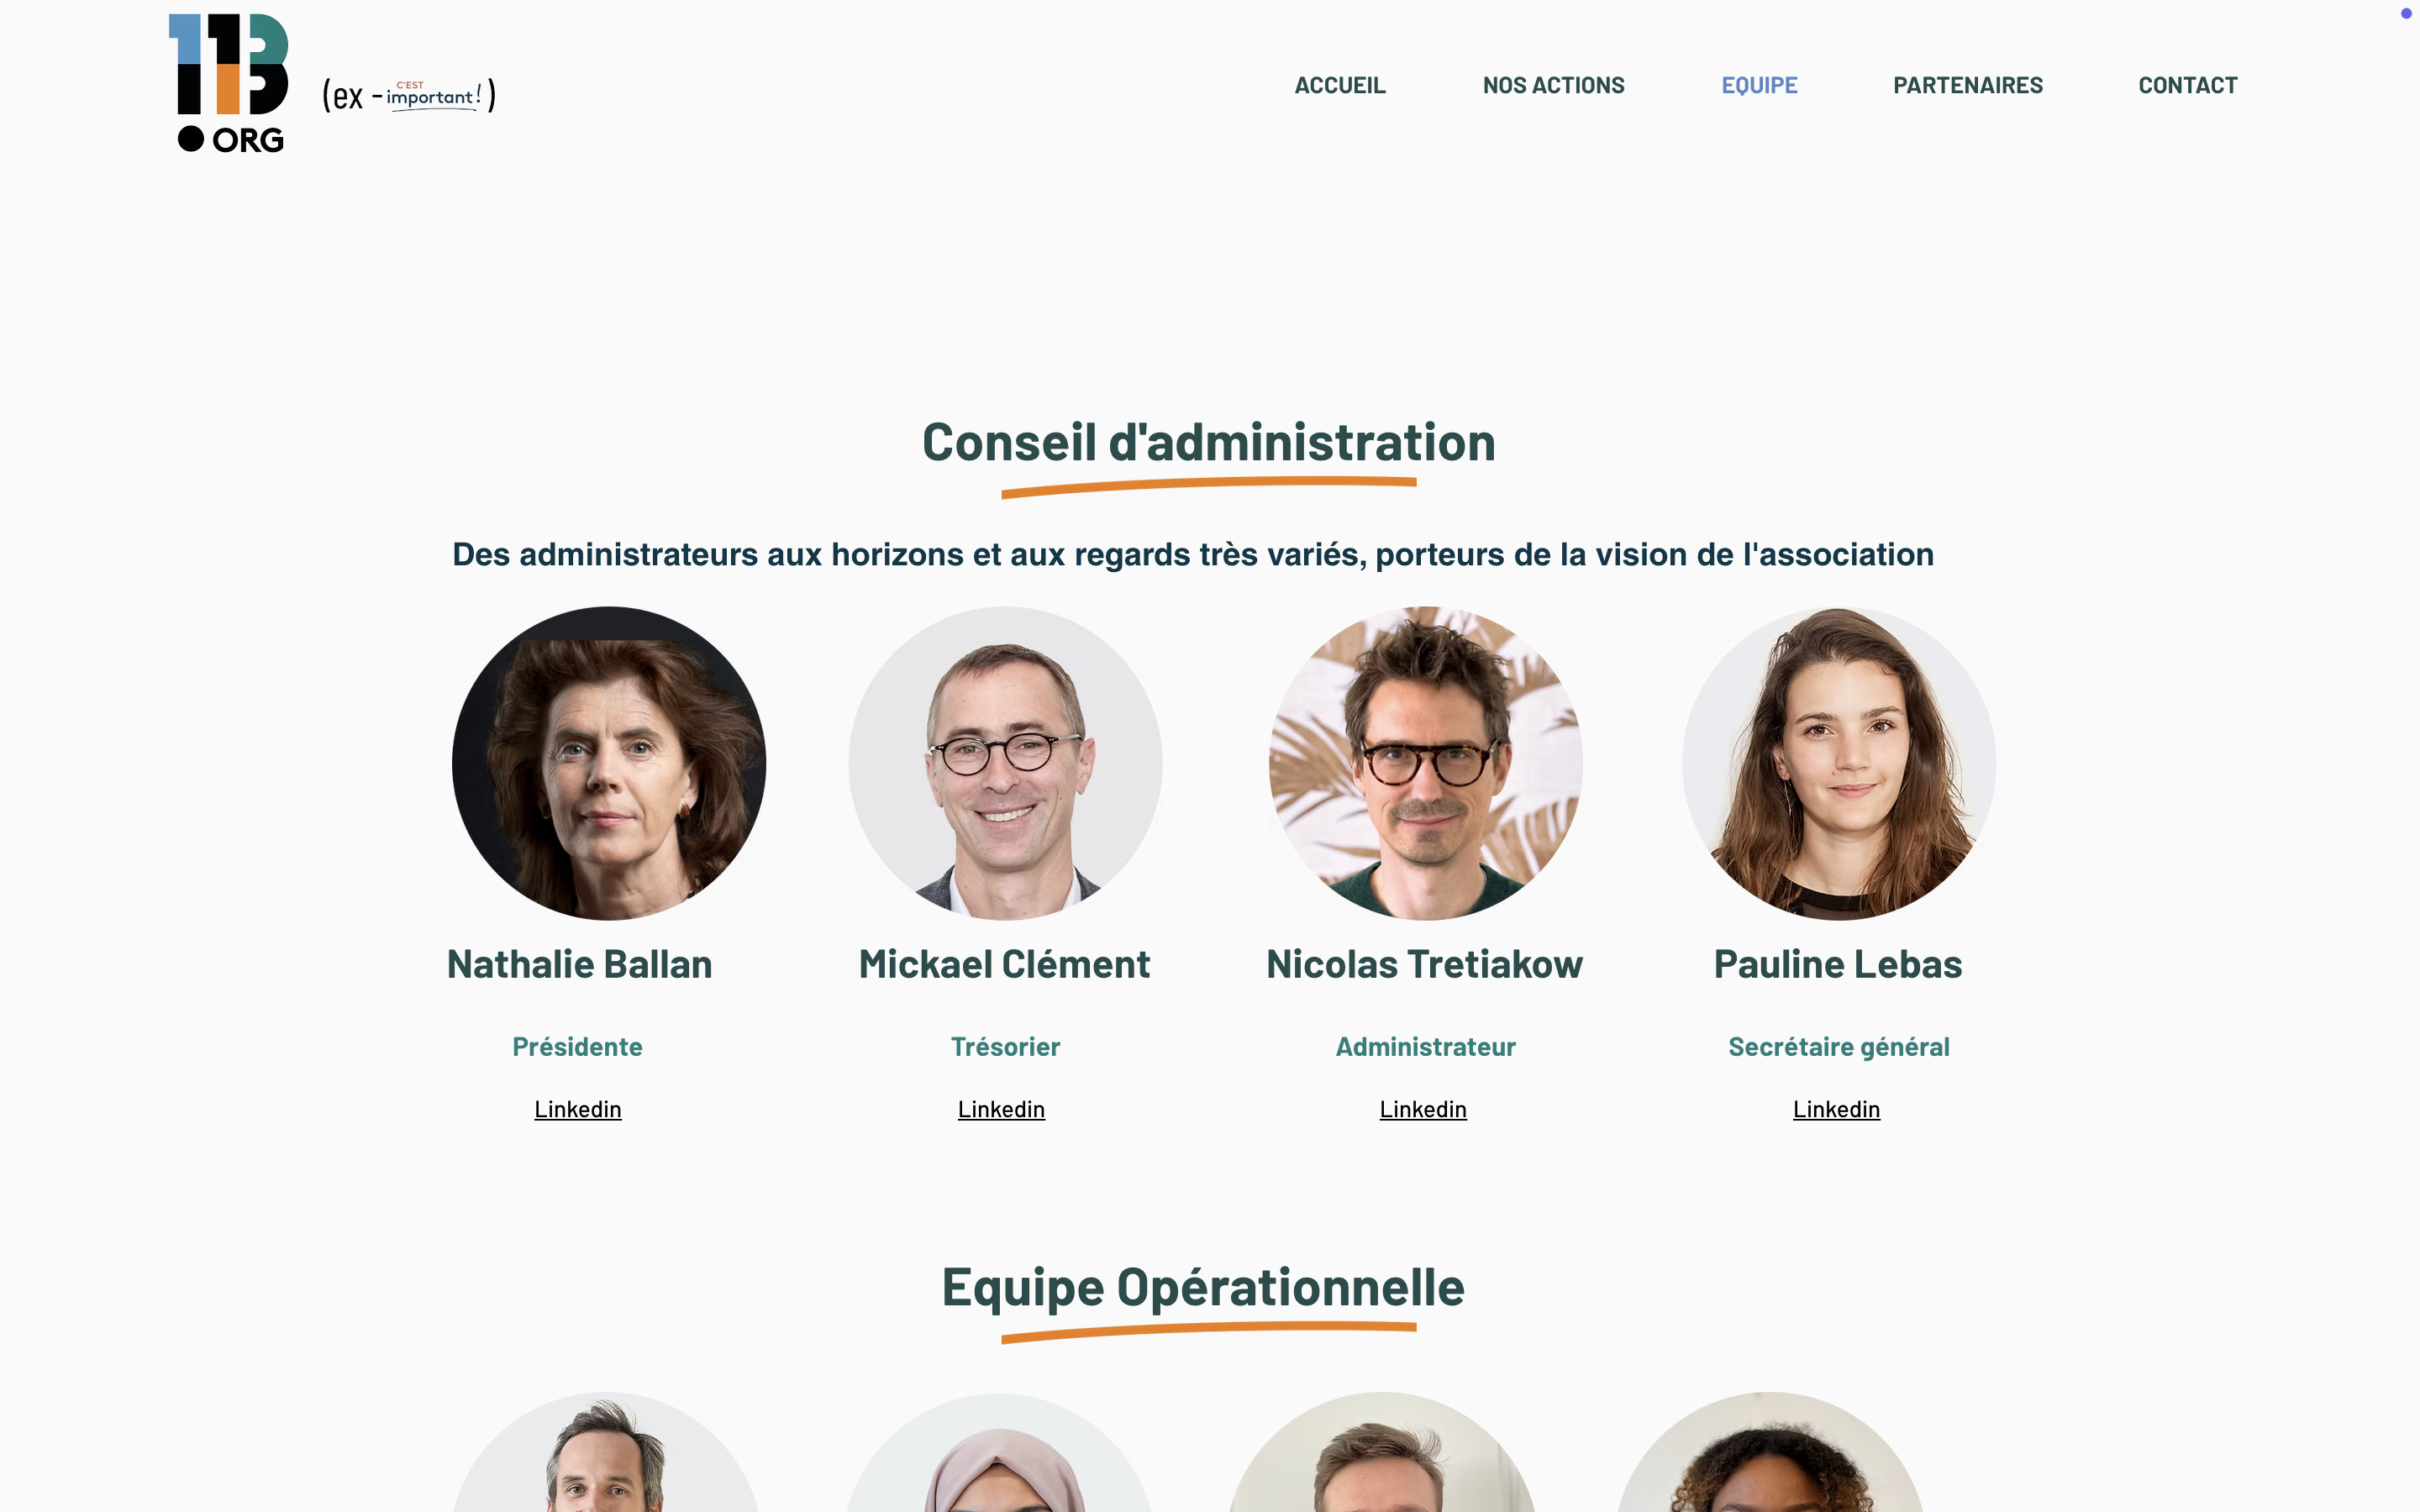 113
ORG
(ex - C'EST important! )
ACCUEIL
NOS ACTIONS
EQUIPE
PARTENAIRES
CONTACT
Conseil d'administration
Des administrateurs aux horizons et aux regards très variés, porteurs de la vision de l'association
Nathalie Ballan
Mickael Clément
Nicolas Tretiakow
Pauline Lebas
Présidente
Trésorier
Administrateur
Secrétaire général
Linkedin
Linkedin
Linkedin
Linkedin
Equipe Opérationnelle